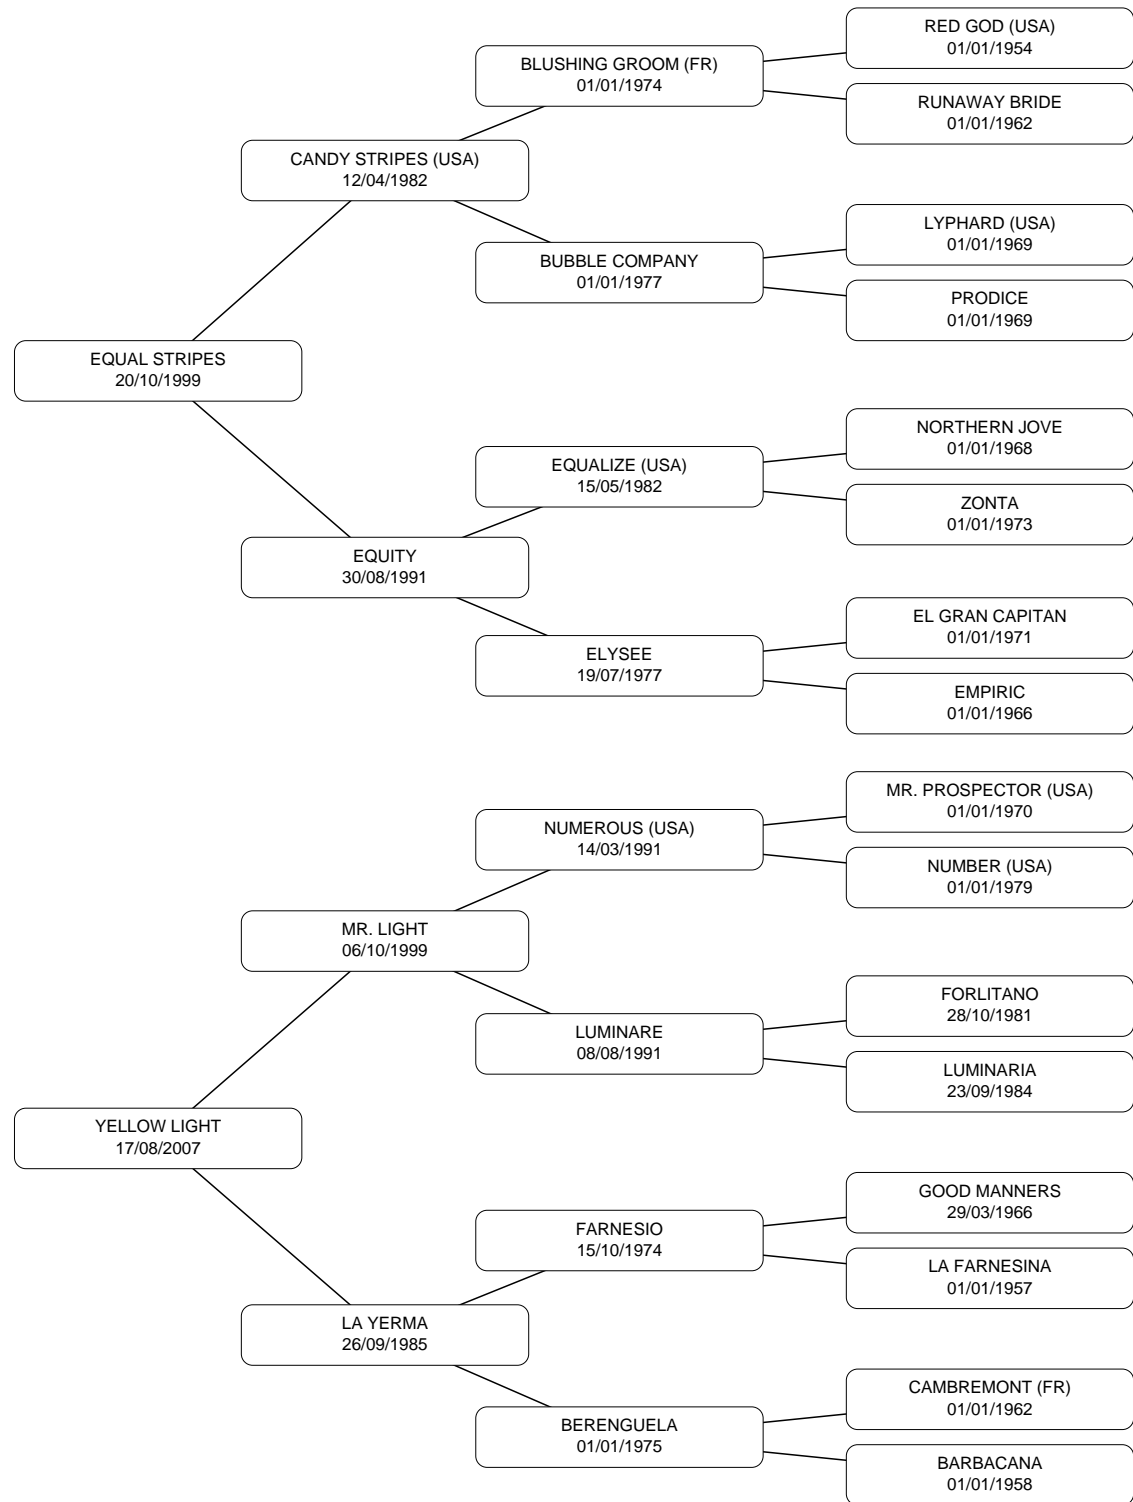 RED GOD (USA)
01/01/1954
BLUSHING GROOM (FR)
01/01/1974
RUNAWAY BRIDE
01/01/1962
CANDY STRIPES (USA)
12/04/1982
LYPHARD (USA)
01/01/1969
BUBBLE COMPANY
01/01/1977
PRODICE
01/01/1969
EQUAL STRIPES
20/10/1999
NORTHERN JOVE
01/01/1968
EQUALIZE (USA)
15/05/1982
ZONTA
01/01/1973
EQUITY
30/08/1991
EL GRAN CAPITAN
01/01/1971
ELYSEE
19/07/1977
EMPIRIC
01/01/1966
MR. PROSPECTOR (USA)
01/01/1970
NUMEROUS (USA)
14/03/1991
NUMBER (USA)
01/01/1979
MR. LIGHT
06/10/1999
FORLITANO
28/10/1981
LUMINARE
08/08/1991
LUMINARIA
23/09/1984
YELLOW LIGHT
17/08/2007
GOOD MANNERS
29/03/1966
FARNESIO
15/10/1974
LA FARNESINA
01/01/1957
LA YERMA
26/09/1985
CAMBREMONT (FR)
01/01/1962
BERENGUELA
01/01/1975
BARBACANA
01/01/1958